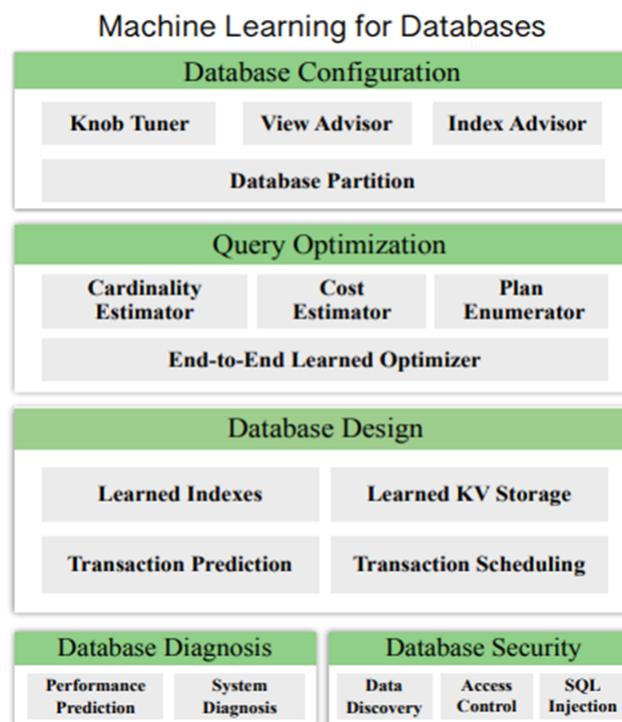 Machine Learning for Databases
Database Configuration
Knob Tuner View Advisor Index Advisor
Database Partition
Query Optimization
Cardinality Cost Plan
Estimator Estimator Enumerator
End-to-End Learned Optimizer
Database Design
Learned Indexes Learned KV Storage
Transaction Prediction Transaction Scheduling
Database Diagnosis Database Security
Performance System Data Access SQL
Prediction Diagnosis Discovery Control Injection